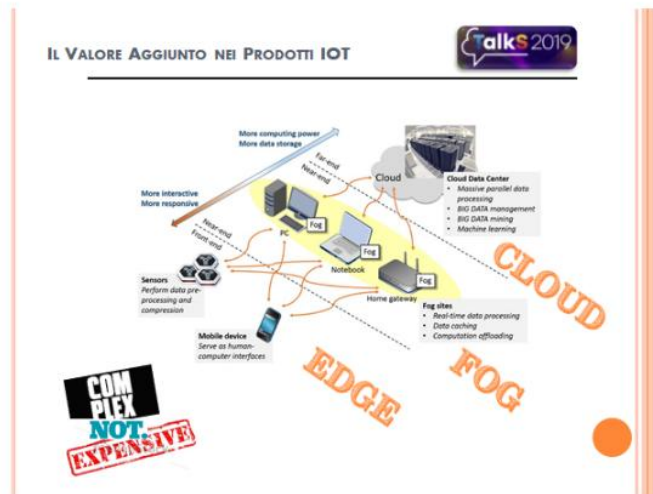 IL VALORE AGGIUNTO NEI PRODOTTI IOT
TalkS 2019
More computing power
More data storage
Far-end
Near-end
Cloud
Cloud Data Center
• Massive parallel data
processing
• BIG DATA management
• BIG DATA mining
• Machine learning
More interactive
More responsive
Near-end
Front-end
Fog
PC
Fog
Notebook
Fog
Home gateway
CLOUD
Sensors
Perform data pre-
processing and
compression
Fog sites
• Real-time data processing
• Data caching
• Computation offloading
Mobile device
Serve as human-
computer interfaces
EDGE
FOG
COM
PLEX
NOT.
EXPENSIVE